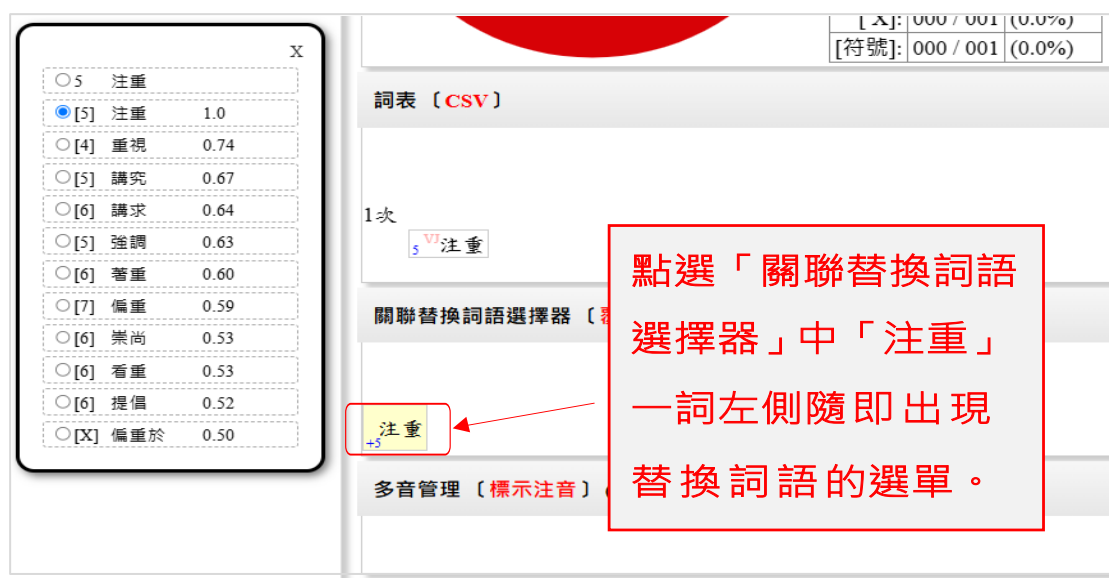 X
5 注重
[5] 注重 1.0
[4] 重視 0.74
[5] 講究 0.67
[6] 講求 0.64
[5] 強調 0.63
[6] 著重 0.60
[7] 偏重 0.59
[6] 崇尚 0.53
[6] 看重 0.53
[6] 提倡 0.52
[X] 偏重於 0.50
[X]: 000 / 001 (0.0%)
[符號]: 000 / 001 (0.0%)
詞表〔CSV〕
1次
5 VJ 注重
關聯替換詞語選擇器〔
+5 注重
多音管理〔標示注音〕
點選「關聯替換詞語
選擇器」中「注重」
一詞左側隨即出現
替換詞語的選單。